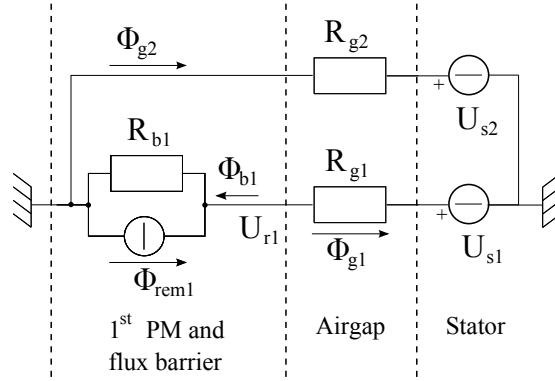 Φg2
Rg2
+
Us2
Rb1
Φb1
Rg1
+
Ur1
Us1
Φrem1
Φg1
1st PM and
flux barrier
Airgap
Stator